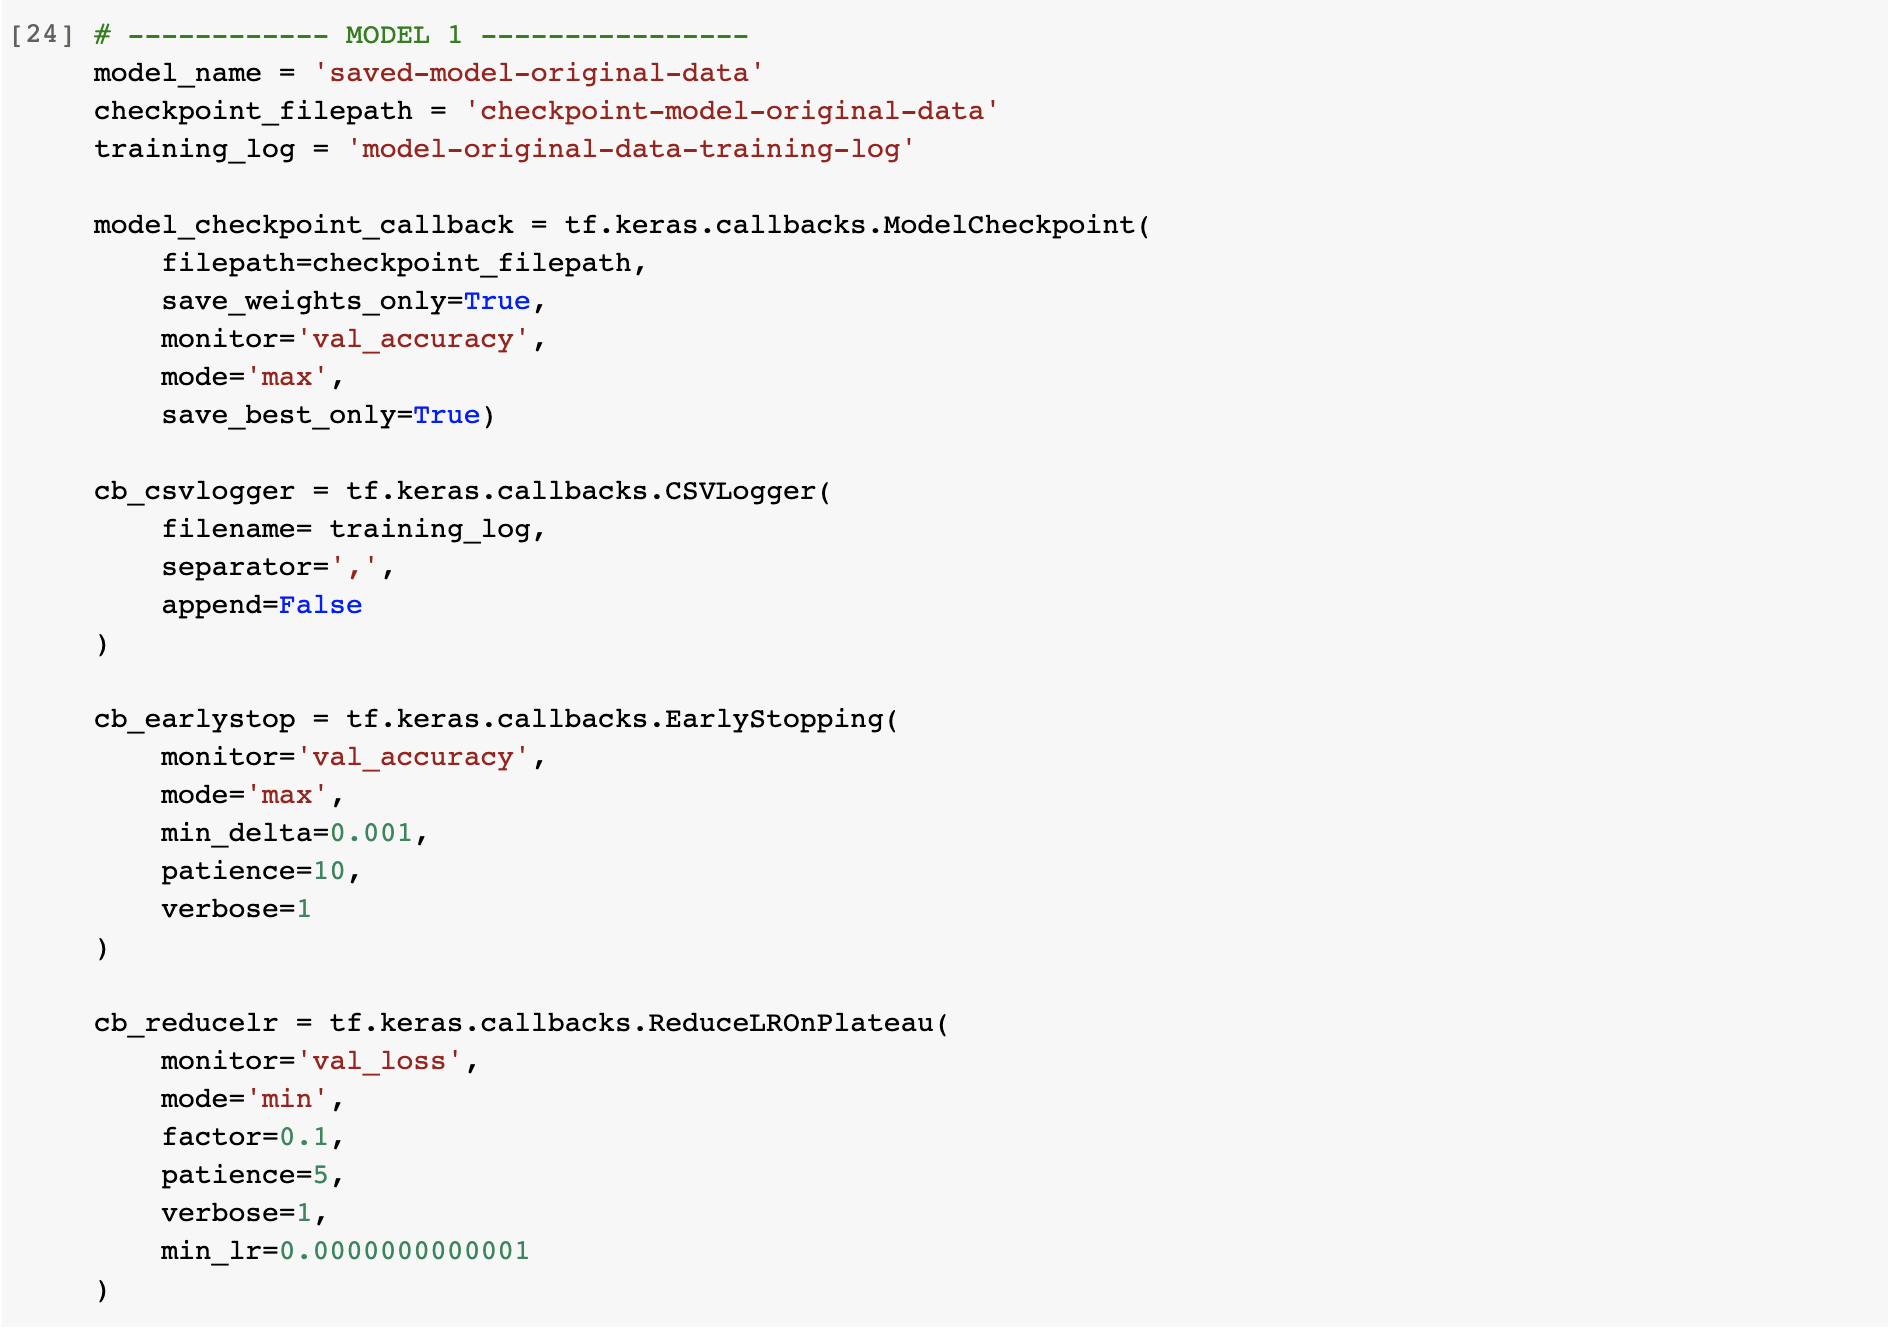 [24] # ------------ MODEL 1 ----------------
model_name = 'saved-model-original-data'
checkpoint_filepath = 'checkpoint-model-original-data'
training_log = 'model-original-data-training-log'

model_checkpoint_callback = tf.keras.callbacks.ModelCheckpoint(
    filepath=checkpoint_filepath,
    save_weights_only=True,
    monitor='val_accuracy',
    mode='max',
    save_best_only=True)

cb_csvlogger = tf.keras.callbacks.CSVLogger(
    filename= training_log,
    separator=',',
    append=False
)

cb_earlystop = tf.keras.callbacks.EarlyStopping(
    monitor='val_accuracy',
    mode='max',
    min_delta=0.001,
    patience=10,
    verbose=1
)

cb_reducelr = tf.keras.callbacks.ReduceLROnPlateau(
    monitor='val_loss',
    mode='min',
    factor=0.1,
    patience=5,
    verbose=1,
    min_lr=0.0000000000001
)